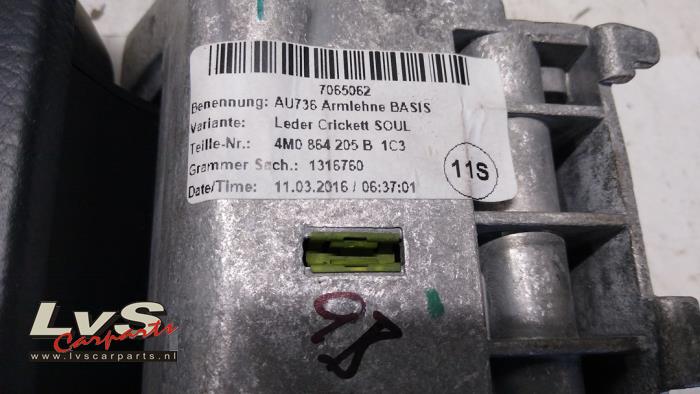 7065062
Benennung: AU736 Armlehne BASIS
Variante: Leder Crickett SOUL
Teille-Nr.: 4M0 864 205 B 1C3
Grammer Sach.: 1316760
Date/Time: 11.03.2016 / 06:37:01
11S
LvS
Carparts
www.lvscarparts.nl